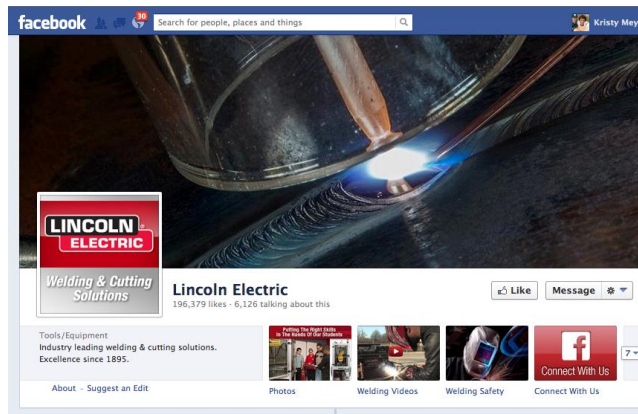 facebook
30
Search for people, places and things
Kristy Mey
LINCOLN
ELECTRIC
Welding & Cutting
Solutions
Lincoln Electric
196,379 likes · 6,126 talking about this
Like
Message
Tools/Equipment
Industry leading welding & cutting solutions.
Excellence since 1895.
About - Suggest an Edit
Putting The Right Skills
In The Hands Of Our Students
Photos
Welding Videos
Welding Safety
Connect With Us
Connect With Us
7